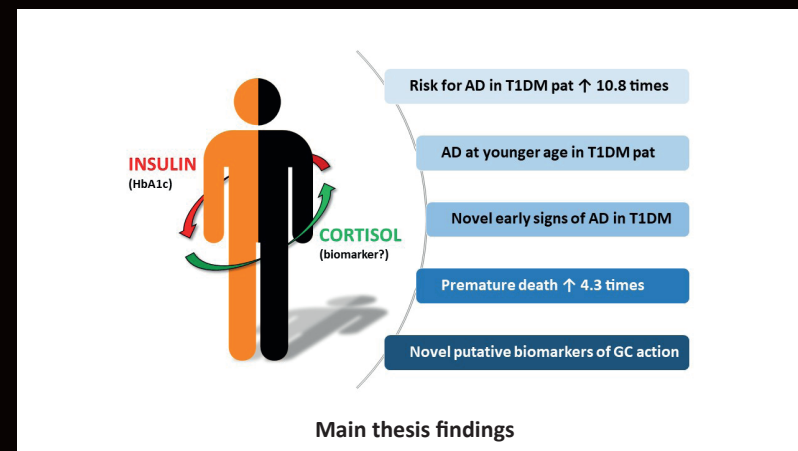 INSULIN
(HbA1c)
CORTISOL
(biomarker?)
Risk for AD in T1DM pat ↑ 10.8 times
AD at younger age in T1DM pat
Novel early signs of AD in T1DM
Premature death ↑ 4.3 times
Novel putative biomarkers of GC action
Main thesis findings